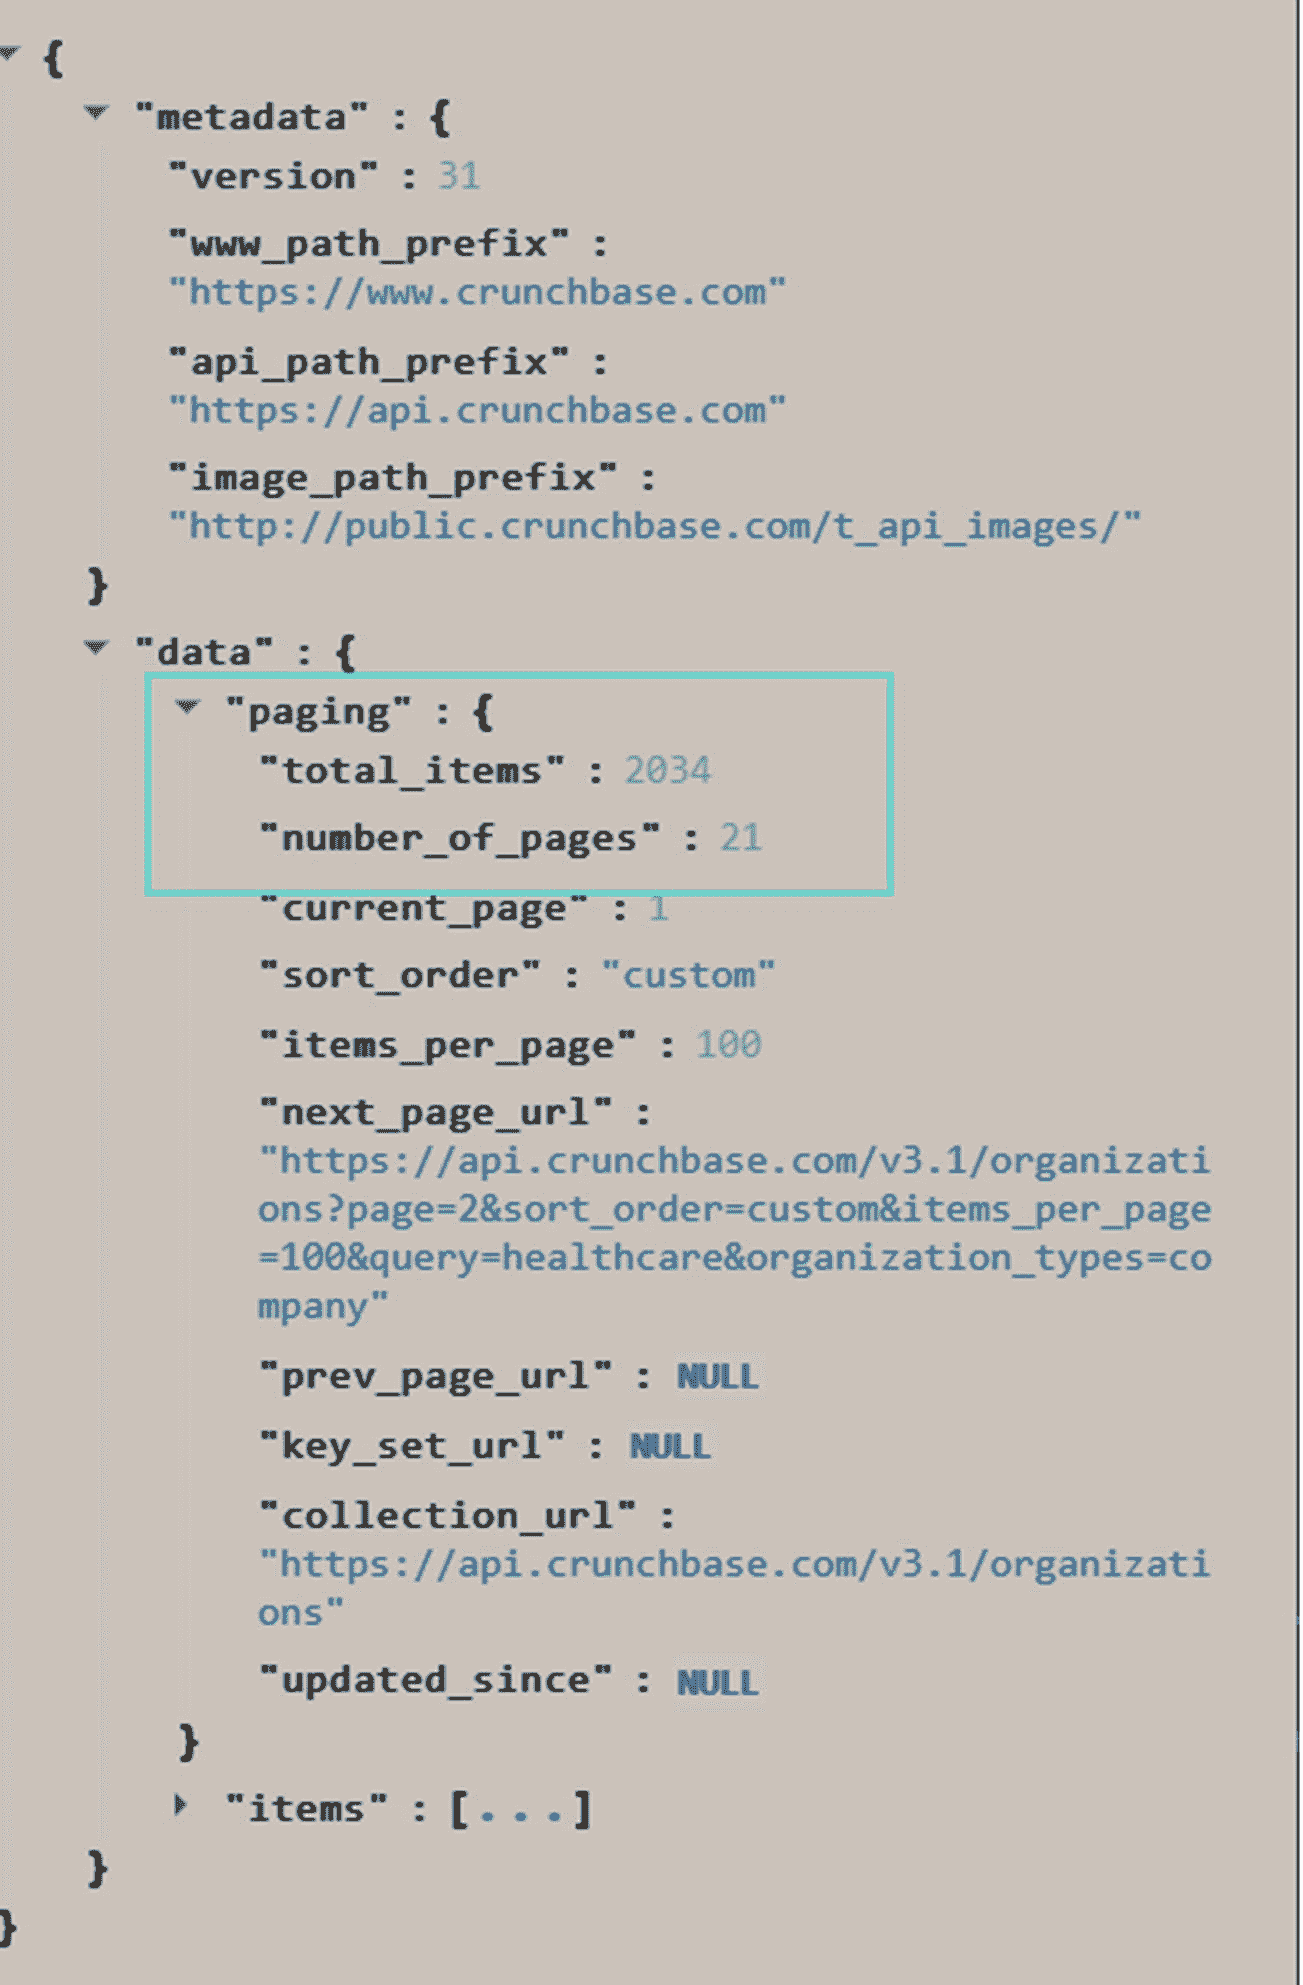 {
"metadata" : {
"version" : 31
"www_path_prefix" :
"https://www.crunchbase.com"
"api_path_prefix" :
"https://api.crunchbase.com"
"image_path_prefix" :
"http://public.crunchbase.com/t_api_images/"
}
"data" : {
"paging" : {
"total_items" : 2034
"number_of_pages" : 21
"current_page" : 1
"sort_order" : "custom"
"items_per_page" : 100
"next_page_url" :
"https://api.crunchbase.com/v3.1/organizati
ons?page=2&sort_order=custom&items_per_page
=100&query=healthcare&organization_types=co
mpany"
"prev_page_url" : NULL
"key_set_url" : NULL
"collection_url" :
"https://api.crunchbase.com/v3.1/organizati
ons"
"updated_since" : NULL
}
"items" : [...]
}
}